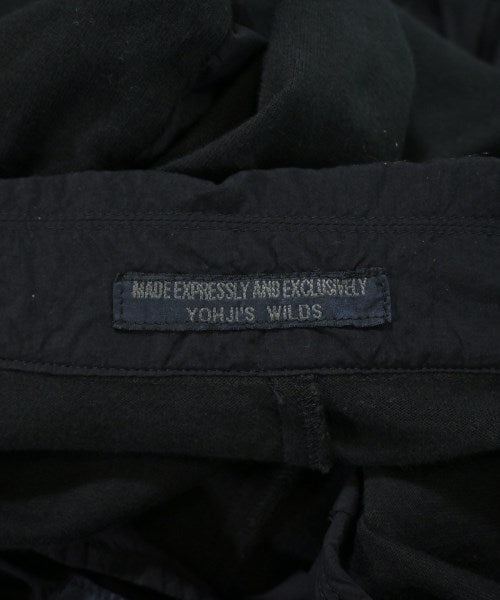 MADE EXPRESSLY AND EXCLUSIVELY
YOHJI'S WILDS